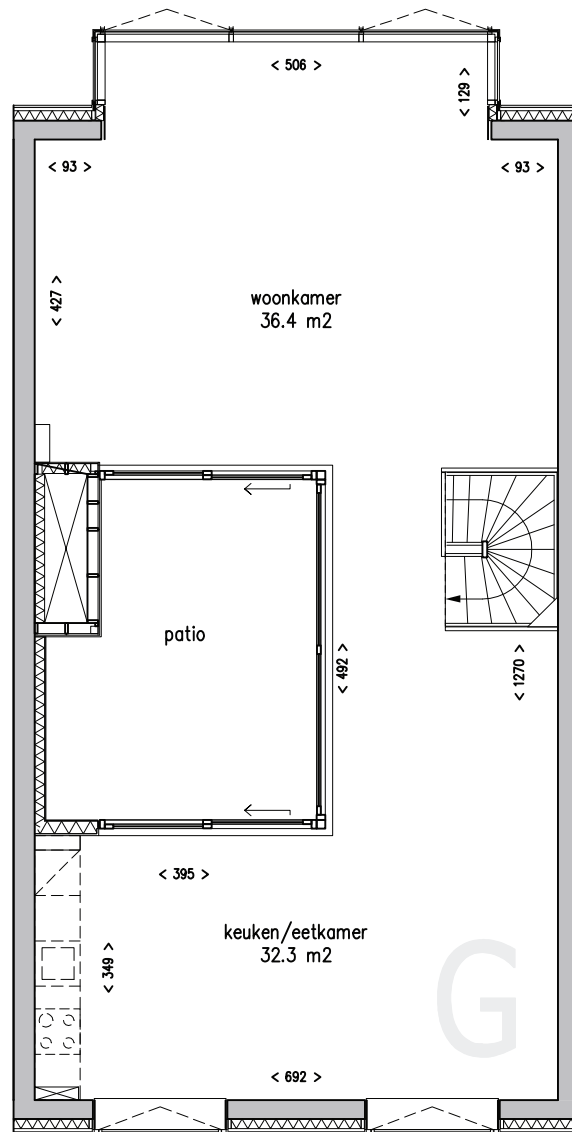 < 506 >
< 129 >
< 93 >
< 93 >
< 427 >
woonkamer
36.4 m2
patio
< 492 >
< 1270 >
< 395 >
keuken/eetkamer
32.3 m2
< 349 >
G
< 692 >